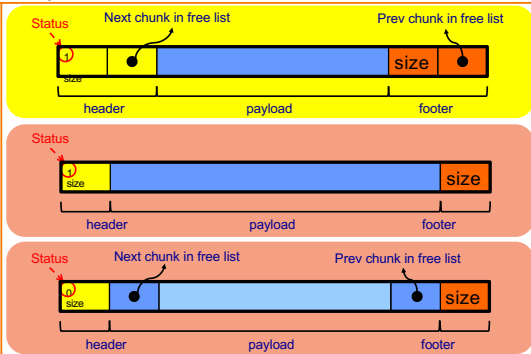 Next chunk in free list
Prev chunk in free list
Status
1
size
size
header
payload
footer
Status
1
size
size
header
payload
footer
Next chunk in free list
Prev chunk in free list
Status
0
size
size
header
payload
footer